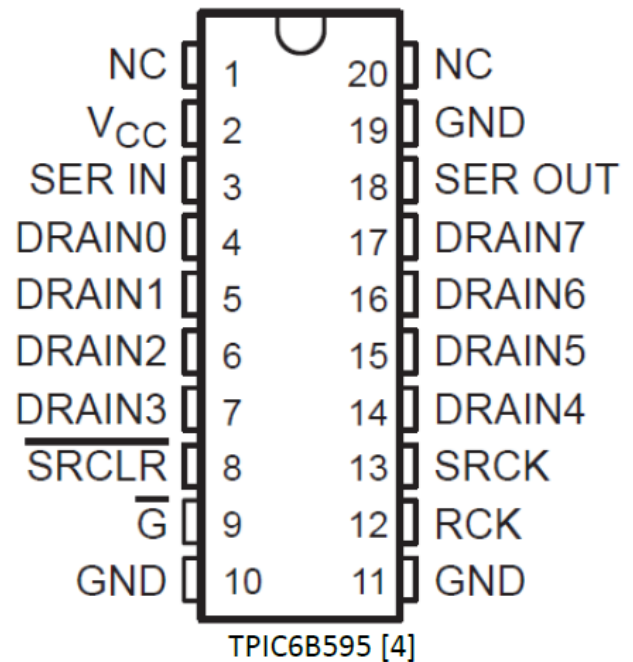 NC 1 20 NC
VCC 2 19 GND
SER IN 3 18 SER OUT
DRAIN0 4 17 DRAIN7
DRAIN1 5 16 DRAIN6
DRAIN2 6 15 DRAIN5
DRAIN3 7 14 DRAIN4
SRCLR 8 13 SRCK
G 9 12 RCK
GND 10 11 GND
TPIC6B595 [4]